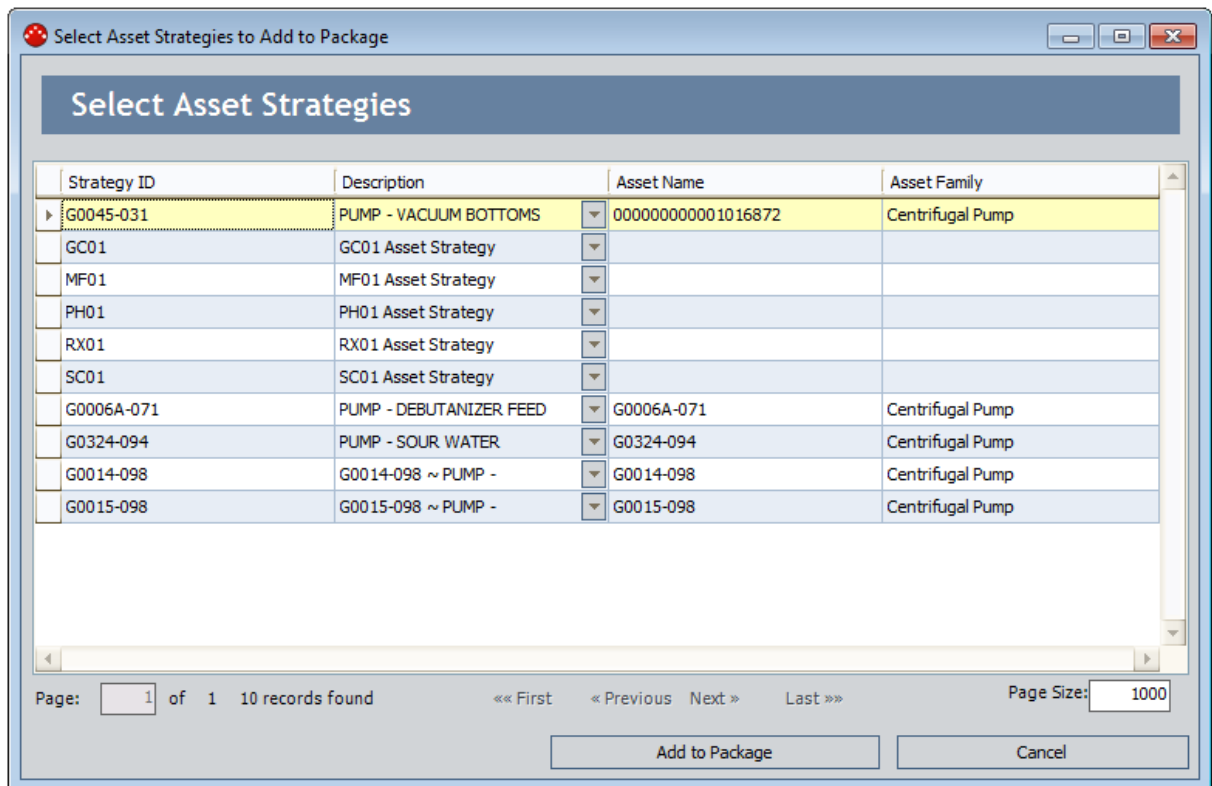 Select Asset Strategies to Add to Package
Select Asset Strategies
Strategy ID Description Asset Name Asset Family
G0045-031 PUMP - VACUUM BOTTOMS 000000000001016872 Centrifugal Pump
GC01 GC01 Asset Strategy
MF01 MF01 Asset Strategy
PH01 PH01 Asset Strategy
RX01 RX01 Asset Strategy
SC01 SC01 Asset Strategy
G0006A-071 PUMP - DEBUTANIZER FEED G0006A-071 Centrifugal Pump
G0324-094 PUMP - SOUR WATER G0324-094 Centrifugal Pump
G0014-098 G0014-098 ~ PUMP - G0014-098 Centrifugal Pump
G0015-098 G0015-098 ~ PUMP - G0015-098 Centrifugal Pump
Page: 1 of 1 10 records found «« First « Previous Next » Last »» Page Size: 1000
Add to Package Cancel